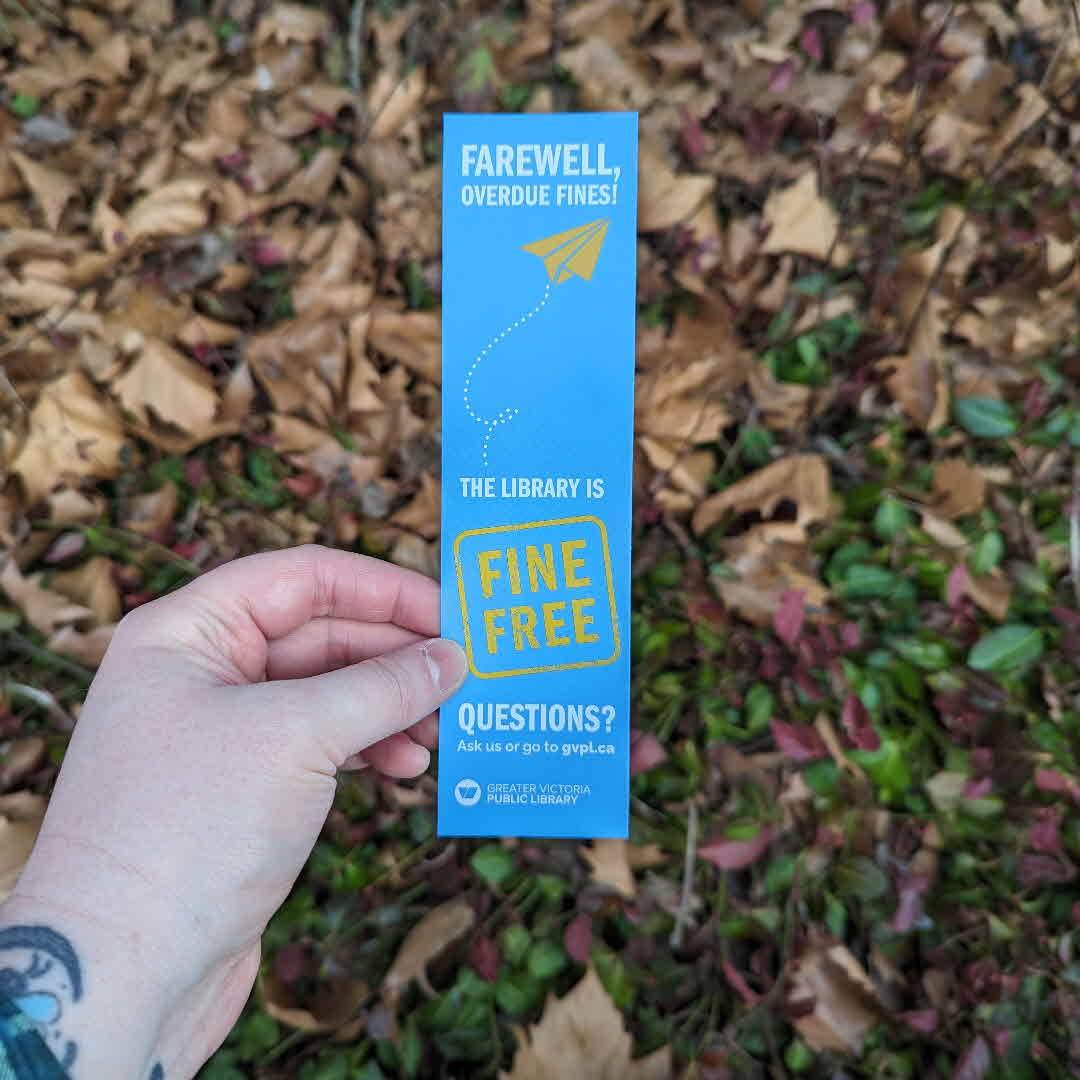 FAREWELL,
OVERDUE FINES!
THE LIBRARY IS
FINE
FREE
QUESTIONS?
Ask us or go to gvpl.ca
GREATER VICTORIA
PUBLIC LIBRARY